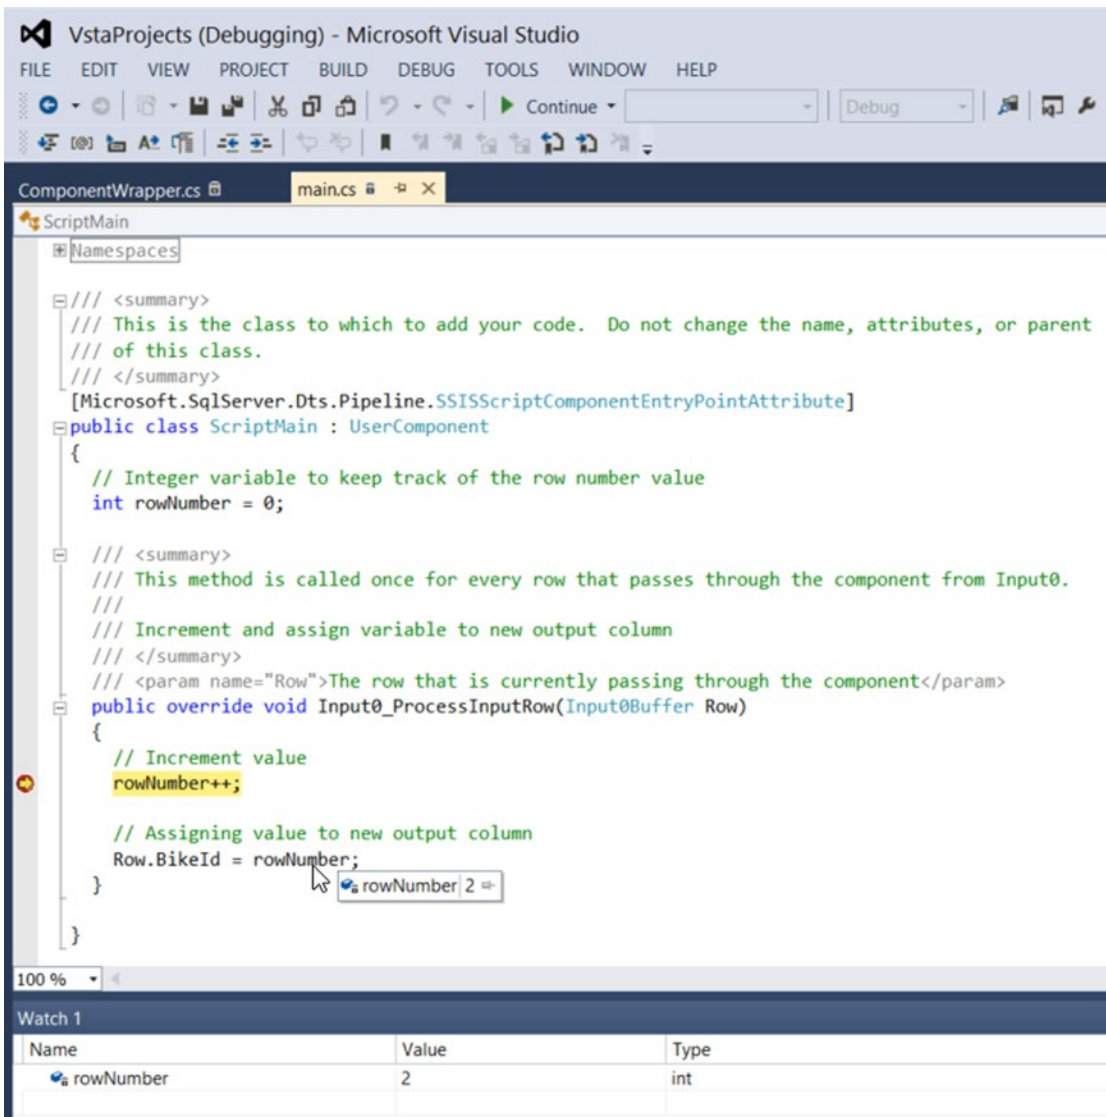 VstaProjects (Debugging) - Microsoft Visual Studio
FILE EDIT VIEW PROJECT BUILD DEBUG TOOLS WINDOW HELP
Continue Debug
ComponentWrapper.cs main.cs
ScriptMain
Namespaces
/// <summary>
/// This is the class to which to add your code.  Do not change the name, attributes, or parent
/// of this class.
/// </summary>
[Microsoft.SqlServer.Dts.Pipeline.SSISScriptComponentEntryPointAttribute]
public class ScriptMain : UserComponent
{
// Integer variable to keep track of the row number value
int rowNumber = 0;
/// <summary>
/// This method is called once for every row that passes through the component from Input0.
///
/// Increment and assign variable to new output column
/// </summary>
/// <param name="Row">The row that is currently passing through the component</param>
public override void Input0_ProcessInputRow(Input0Buffer Row)
{
// Increment value
rowNumber++;
// Assigning value to new output column
Row.BikeId = rowNumber;
} rowNumber 2
}
100 %
Watch 1
Name Value Type
rowNumber 2 int